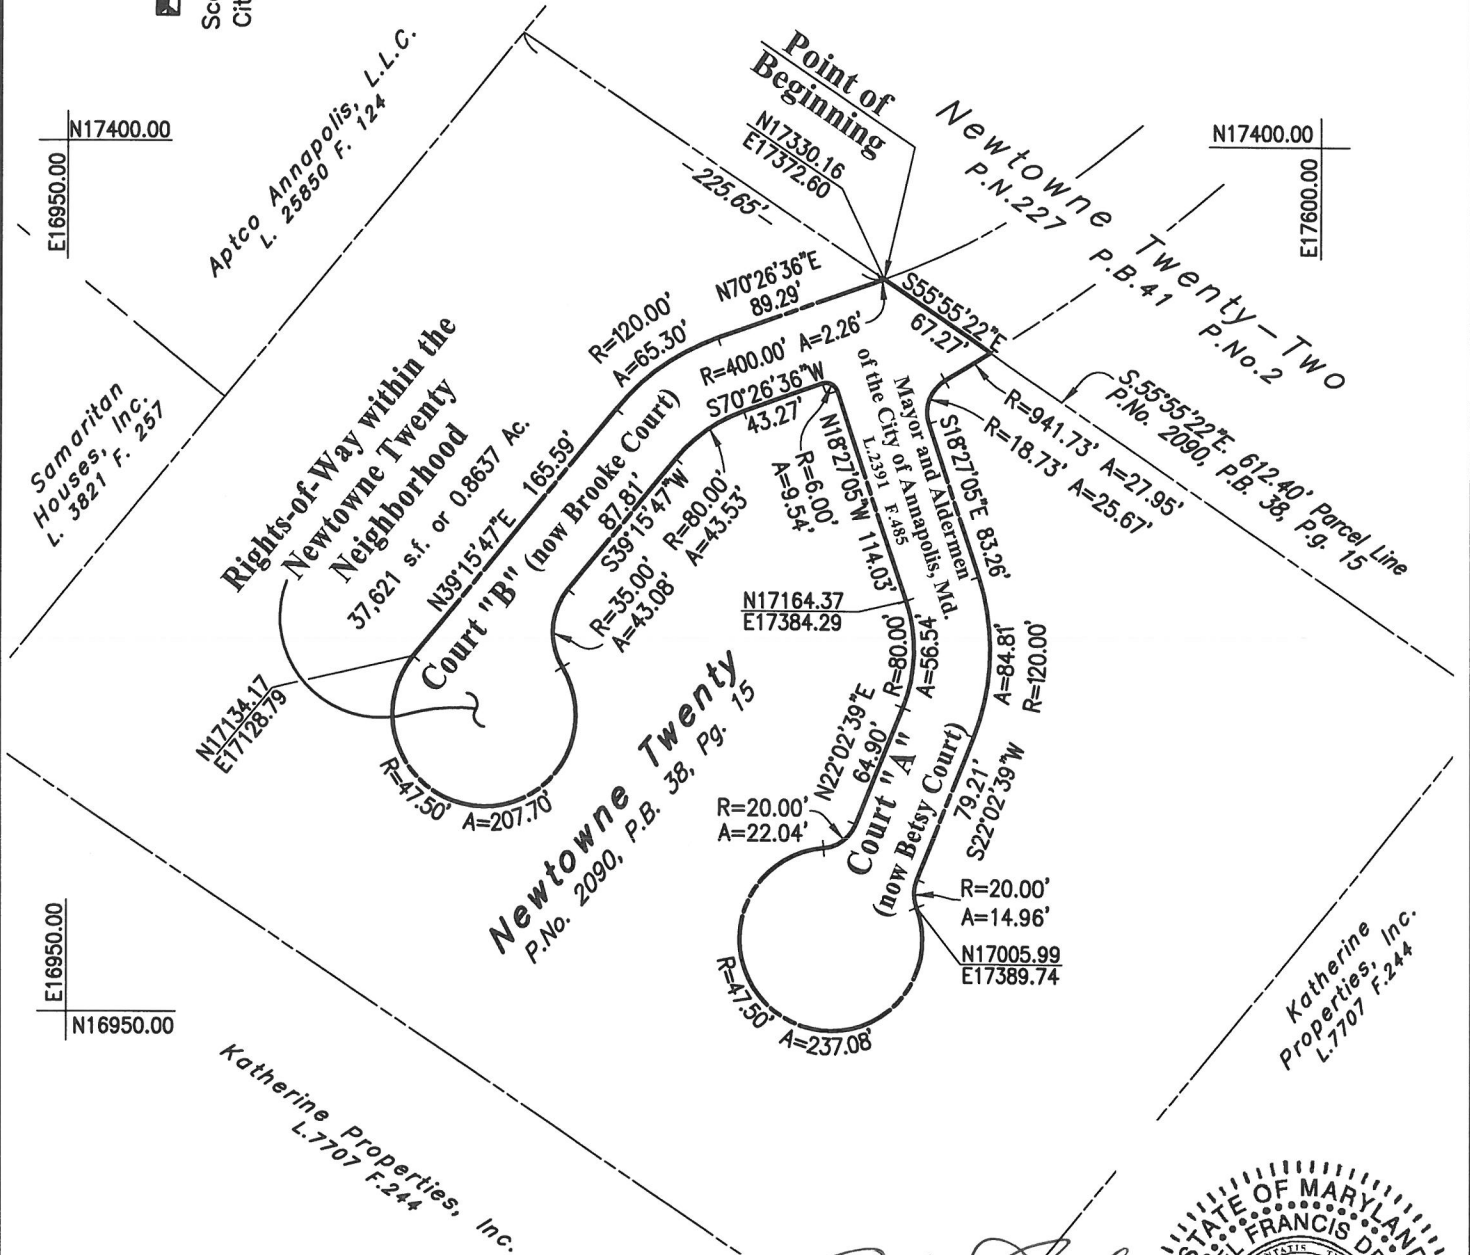 Sc
Cit
N17400.00
E16950.00
Aptco Annapolis, L.L.C.
L. 25850 F. 124
Samaritan
Houses, Inc.
L. 3821 F. 257
Point of
Beginning
N17330.16
E17372.60
-225.65'-
Newtowne Twenty-Two
P.N.227 P.B.41 P.No.2
N17400.00
E17600.00
N70°26'36"E
89.29'
R=120.00'
A=65.30'
R=400.00' A=2.26'
S55°55'22"E
67.27'
S70°26'36"W
43.27'
S.55°55'22"E. 612.40' Parcel Line
P.No. 2090, P.B. 38, P.g. 15
R=941.73' A=27.95'
R=18.73' A=25.67'
Mayor and Aldermen
of the City of Annapolis, Md.
L.2391 F.485
Rights-of-Way within the
Newtowne Twenty
Neighborhood
37,621 s.f. or 0.8637 Ac.
N39°15'47"E 165.59'
Court "B" (now Brooke Court)
87.81'
S39°15'47"W
R=80.00'
A=43.53'
R=35.00'
A=43.08'
R=6.00'
A=9.54'
N18°27'05"W 114.03'
S18°27'05"E 83.26'
N17164.37
E17384.29
R=80.00'
A=56.54'
A=84.81'
R=120.00'
N17134.17
E17128.79
R=47.50' A=207.70'
Newtowne Twenty
P.No. 2090, P.B. 38, Pg. 15
N22°02'39"E
64.90'
R=20.00'
A=22.04'
Court "A"
(now Betsy Court)
79.21'
S22°02'39"W
R=20.00'
A=14.96'
N17005.99
E17389.74
R=47.50' A=237.08'
E16950.00
N16950.00
Katherine Properties, Inc.
L.7707 F.244
Katherine
Properties, Inc.
L.7707 F.244
STATE OF MARYLAND
EL FRANCIS DE